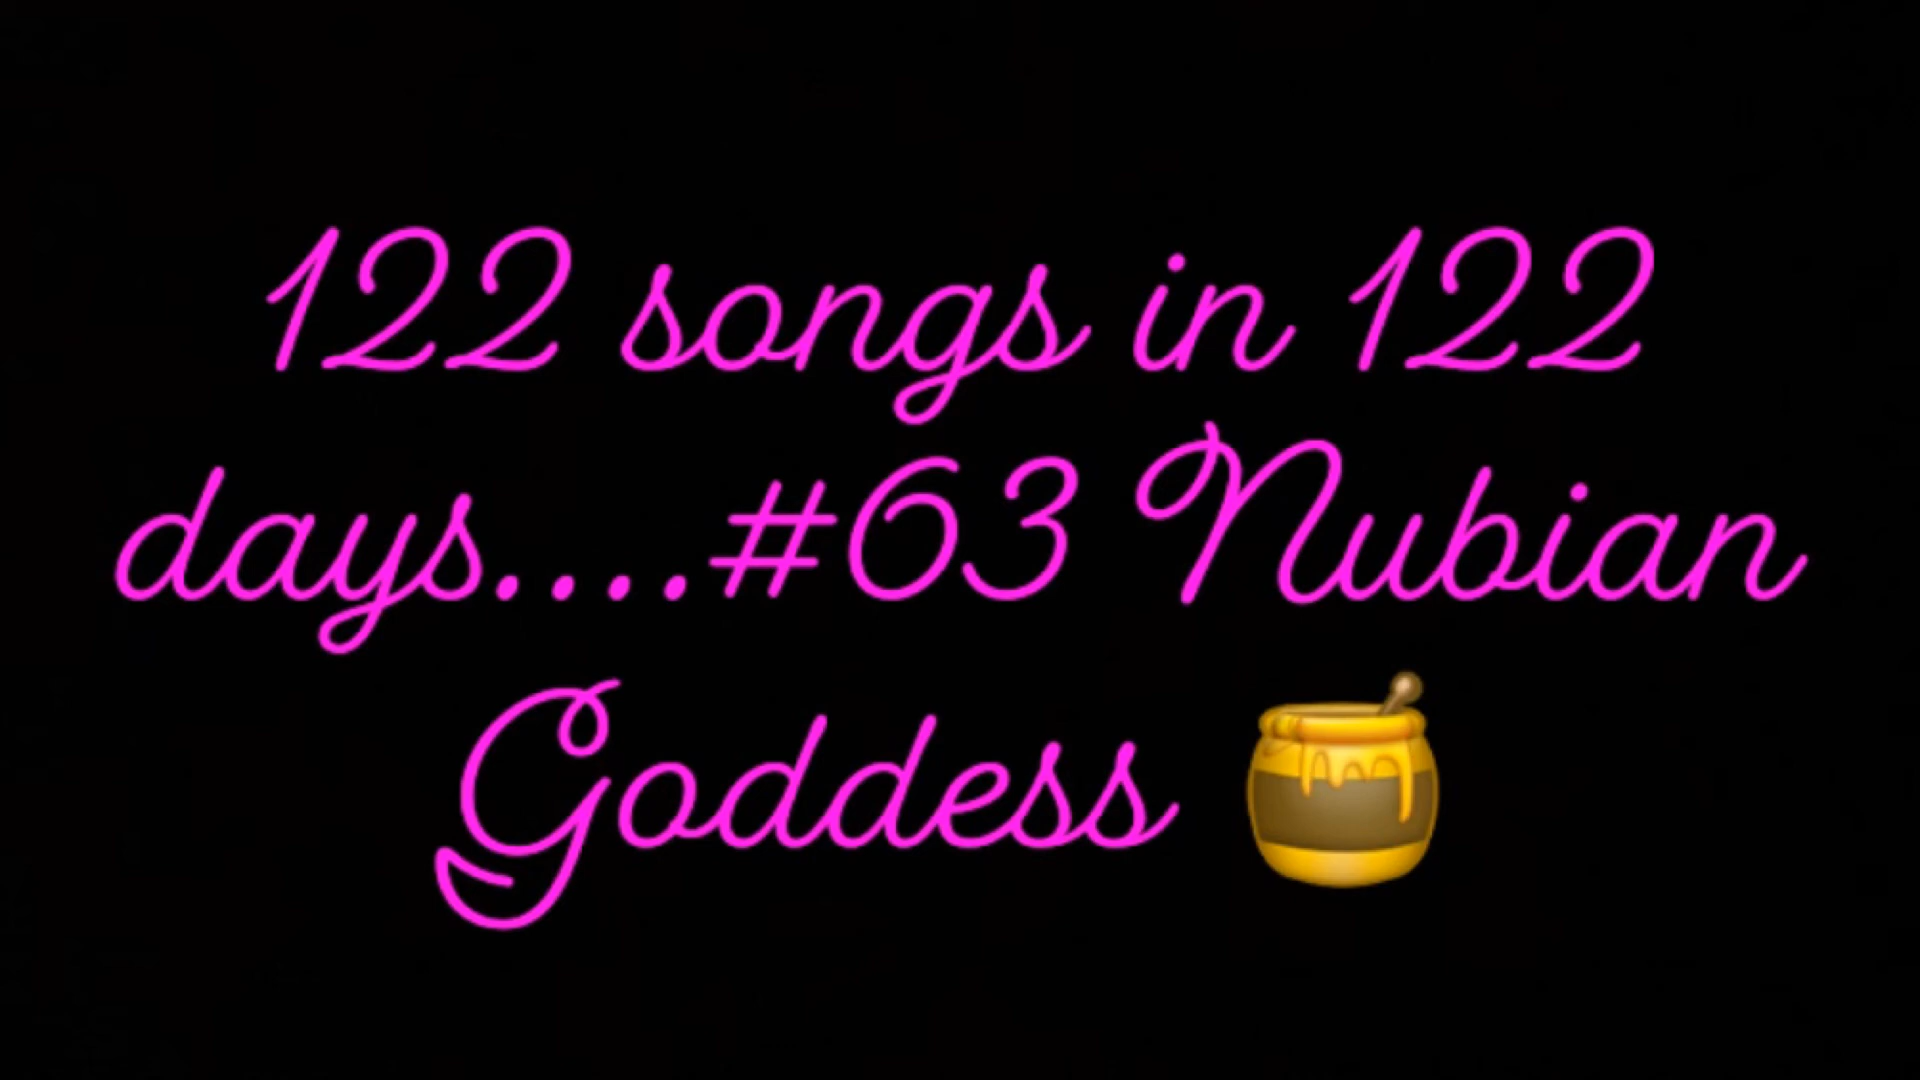 122 songs in 122
days....#63 Nubian
Goddess 🍯